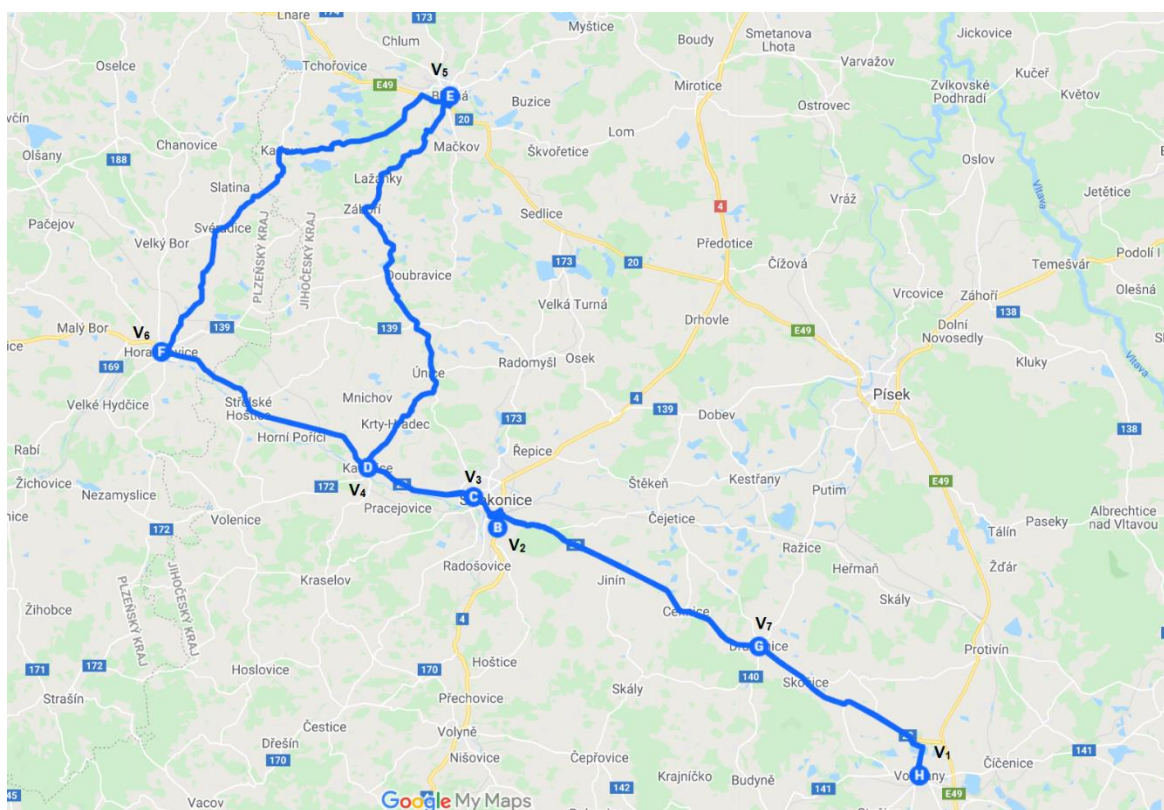 Lnáře
174
173
Chlum
Myštice
Boudy
Smetanova
Lhota
Varvažov
Jickovice
Kučeř
Oselce
Tchořovice
E49
V5
E
Buzice
Mirotice
Ostrovec
Zvíkovské
Podhradí
Květov
Chanovice
20
Mačkov
Lom
Škvořetice
Olšany
188
Oslov
Slatina
Lažánky
Vráž
Jetětice
Vltava
Pačejov
Záboří
Sedlice
4
Velký Bor
PLZEŇSKÝ KRAJ
JIHOČESKÝ KRAJ
Předotice
Doubravice
173
20
Čížová
Temešvár
Podolí I
Velká Turná
Vrcovice
Záhoří
Olešná
Malý Bor
V6
139
139
Drhovle
E49
138
F
Dolní
Novosedly
169
Radomyšl
Osek
Kluky
Vltava
Únice
Písek
Velké Hydčice
Střelské
Hoštice
Mnichov
4
173
Dobev
139
138
Horní Poříčí
Krty-Hradec
Rabí
Řepice
D
V3
Žichovice
172
V4
C
Štěkeň
Kestřany
E49
Nezamyslice
Pracejovice
Putim
172
Volenice
B
V2
Čejetice
Tálín
Paseky
Albrechtice
nad Vltavou
Radošovice
Ražice
PLZEŇSKÝ KRAJ
JIHOČESKÝ KRAJ
Kraselov
Jinín
Heřmaň
Žďár
Žihobce
4
Skály
V7
172
G
Protivín
171
Hoslovice
170
Hoštice
140
Strašín
Skály
Skočice
Přechovice
Čestice
Volyně
V1
Dřešín
170
Nišovice
Čepřovice
Krajníčko
Budyně
H
Číčenice
141
142
141
E49
Vacov
Google My Maps